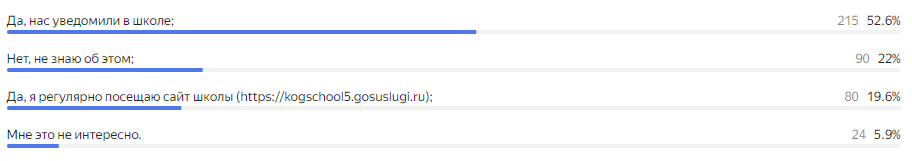 Да, нас уведомили в школе; 215 52.6%
Нет, не знаю об этом; 90 22%
Да, я регулярно посещаю сайт школы (https://kogschool5.gosuslugi.ru); 80 19.6%
Мне это не интересно. 24 5.9%